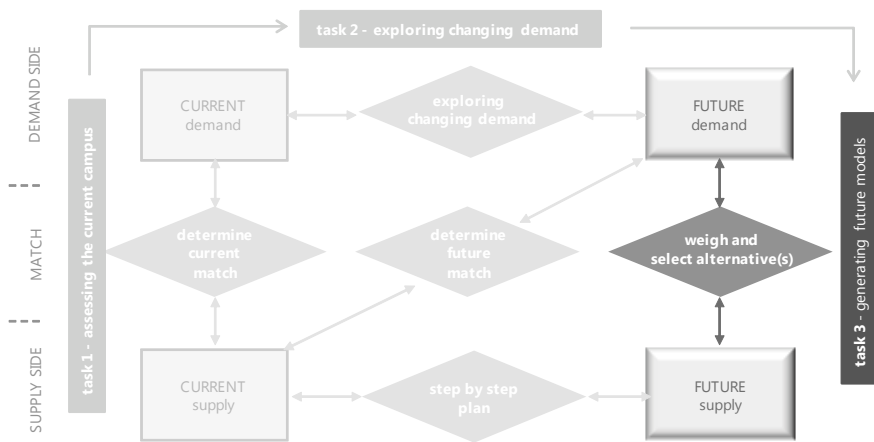 task 2 - exploring changing demand
DEMAND SIDE
MATCH
SUPPLY SIDE
task 1 - assessing the current campus
CURRENT
demand
exploring
changing demand
FUTURE
demand
determine
current
match
determine
future
match
weigh and
select alternative(s)
CURRENT
supply
step by step
plan
FUTURE
supply
task 3 - generating future models